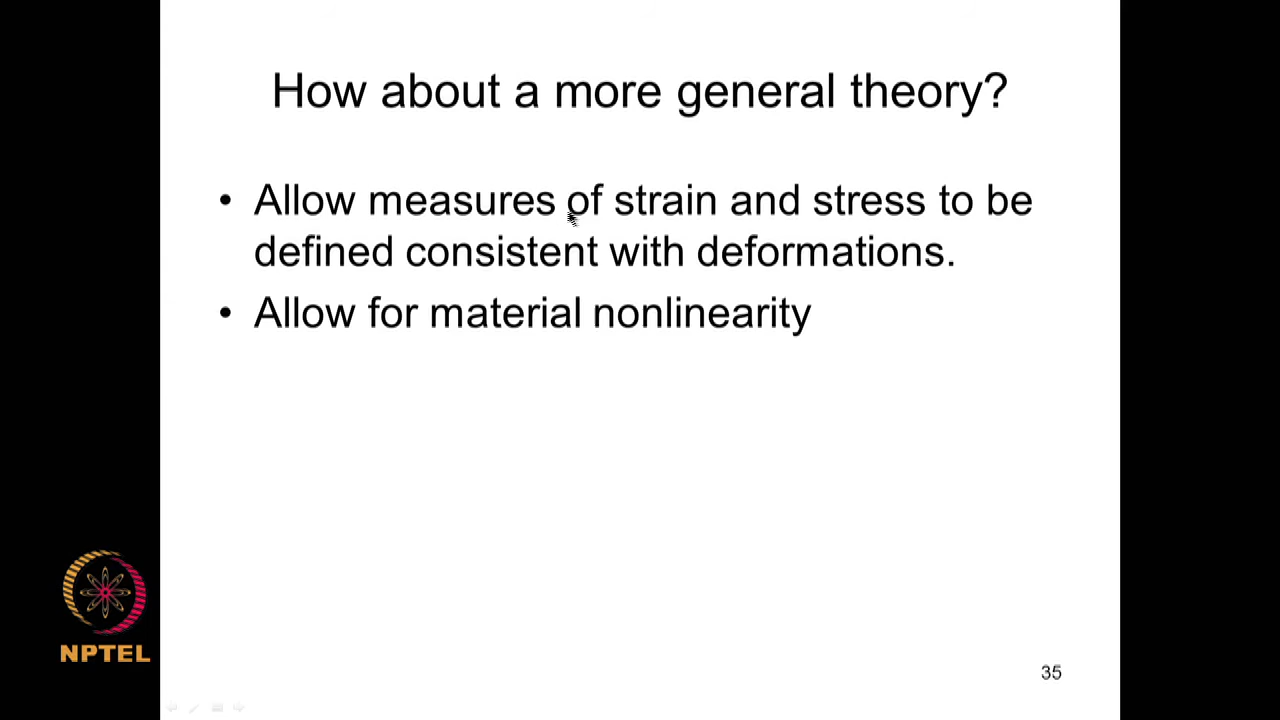 How about a more general theory?
• Allow measures of strain and stress to be
defined consistent with deformations.
• Allow for material nonlinearity
NPTEL
35